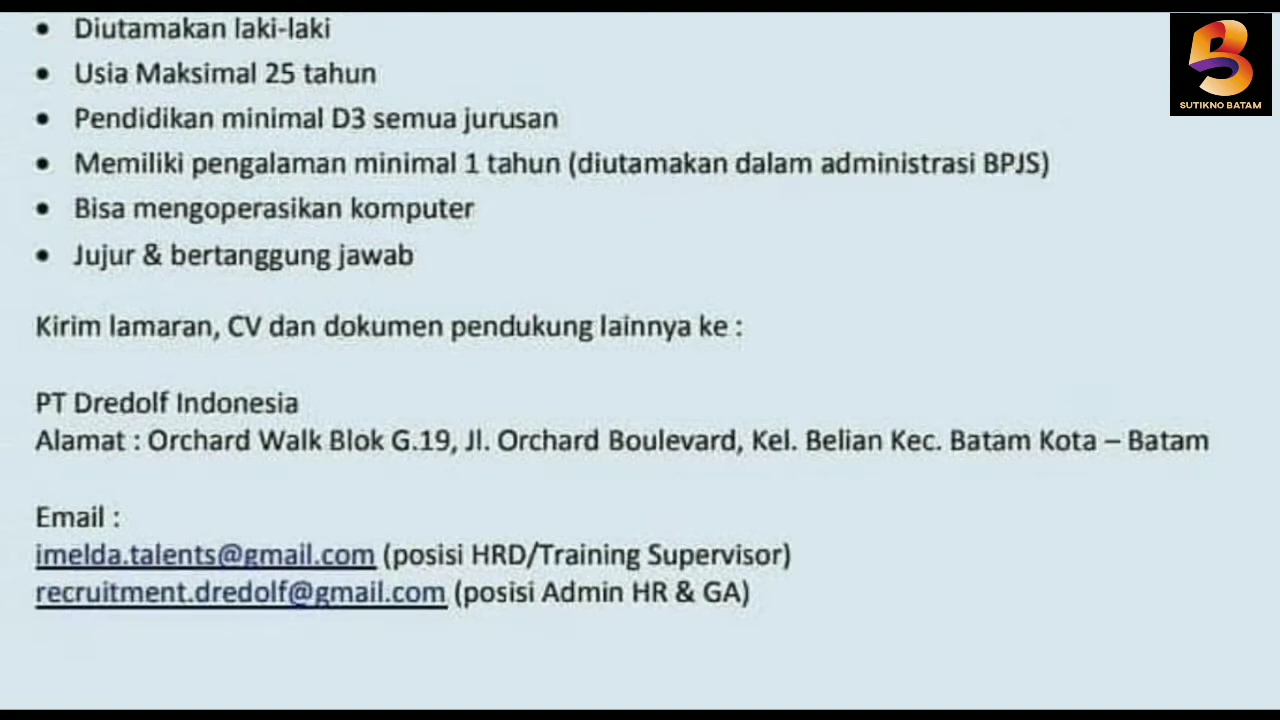 • Diutamakan laki-laki
• Usia Maksimal 25 tahun
• Pendidikan minimal D3 semua jurusan
• Memiliki pengalaman minimal 1 tahun (diutamakan dalam administrasi BPJS)
• Bisa mengoperasikan komputer
• Jujur & bertanggung jawab
Kirim lamaran, CV dan dokumen pendukung lainnya ke :
PT Dredolf Indonesia
Alamat : Orchard Walk Blok G.19, Jl. Orchard Boulevard, Kel. Belian Kec. Batam Kota – Batam
Email :
imelda.talents@gmail.com (posisi HRD/Training Supervisor)
recruitment.dredolf@gmail.com (posisi Admin HR & GA)
SUTIKNO BATAM